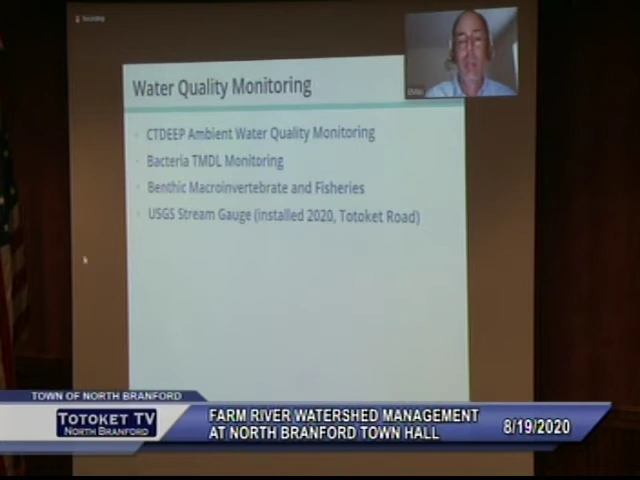 Recording
Water Quality Monitoring
CTDEEP Ambient Water Quality Monitoring
Bacteria TMDL Monitoring
Benthic Macroinvertebrate and Fisheries
USGS Stream Gauge (installed 2020, Totoket Road)
TOWN OF NORTH BRANFORD
TOTOKET TV
NORTH BRANFORD
FARM RIVER WATERSHED MANAGEMENT
AT NORTH BRANFORD TOWN HALL
8/19/2020